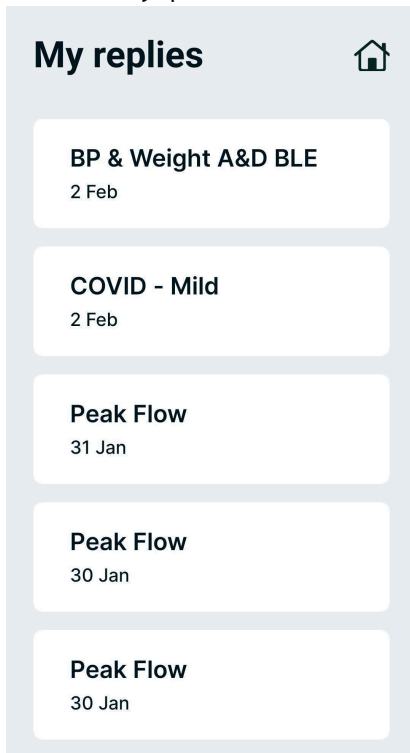 My replies
BP & Weight A&D BLE
2 Feb
COVID - Mild
2 Feb
Peak Flow
31 Jan
Peak Flow
30 Jan
Peak Flow
30 Jan